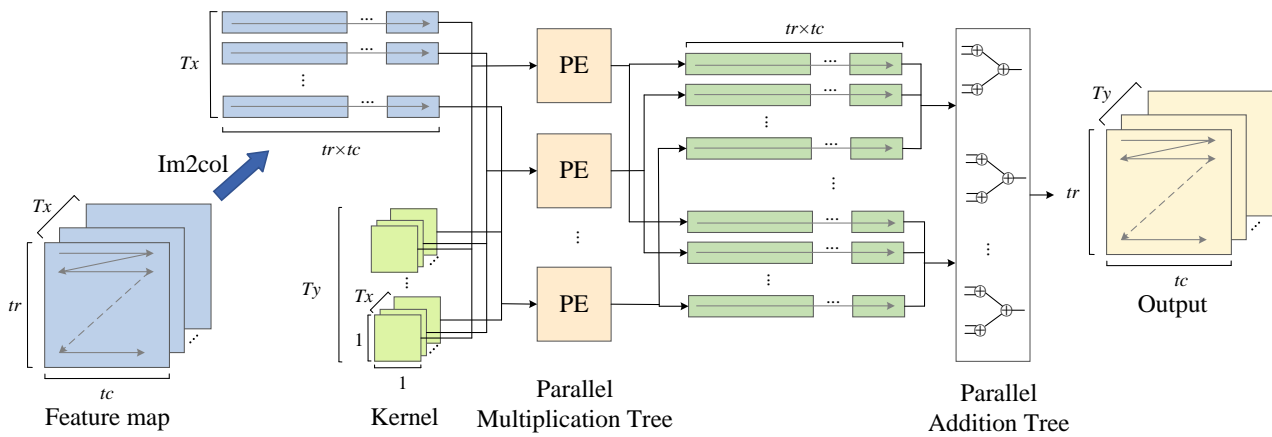 ...
...
...
Tx
tr×tc
Im2col
Tx
tr
tc
Feature map
Ty
Tx
1
1
Kernel
PE
PE
PE
Parallel
Multiplication Tree
tr×tc
...
...
...
...
...
...
Parallel
Addition Tree
Ty
tr
tc
Output